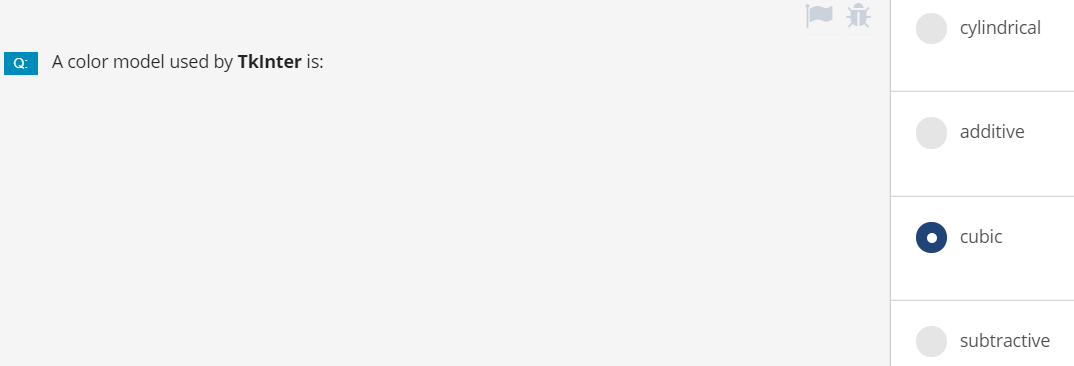 Q: A color model used by TkInter is:
cylindrical
additive
cubic
subtractive